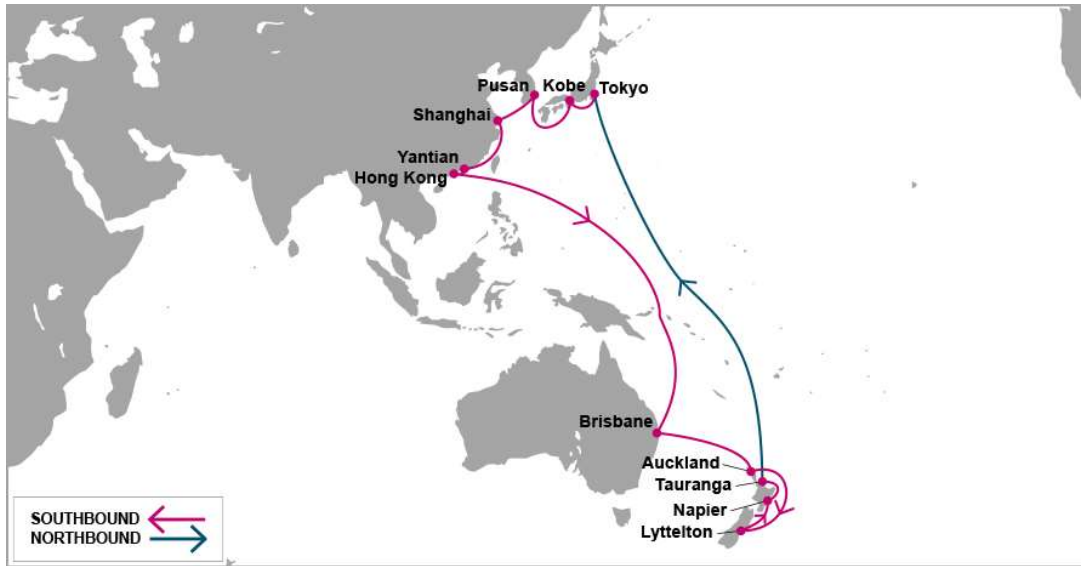 Pusan
Kobe
Tokyo
Shanghai
Yantian
Hong Kong
Brisbane
Auckland
Tauranga
Napier
Lyttelton
SOUTHBOUND
NORTHBOUND